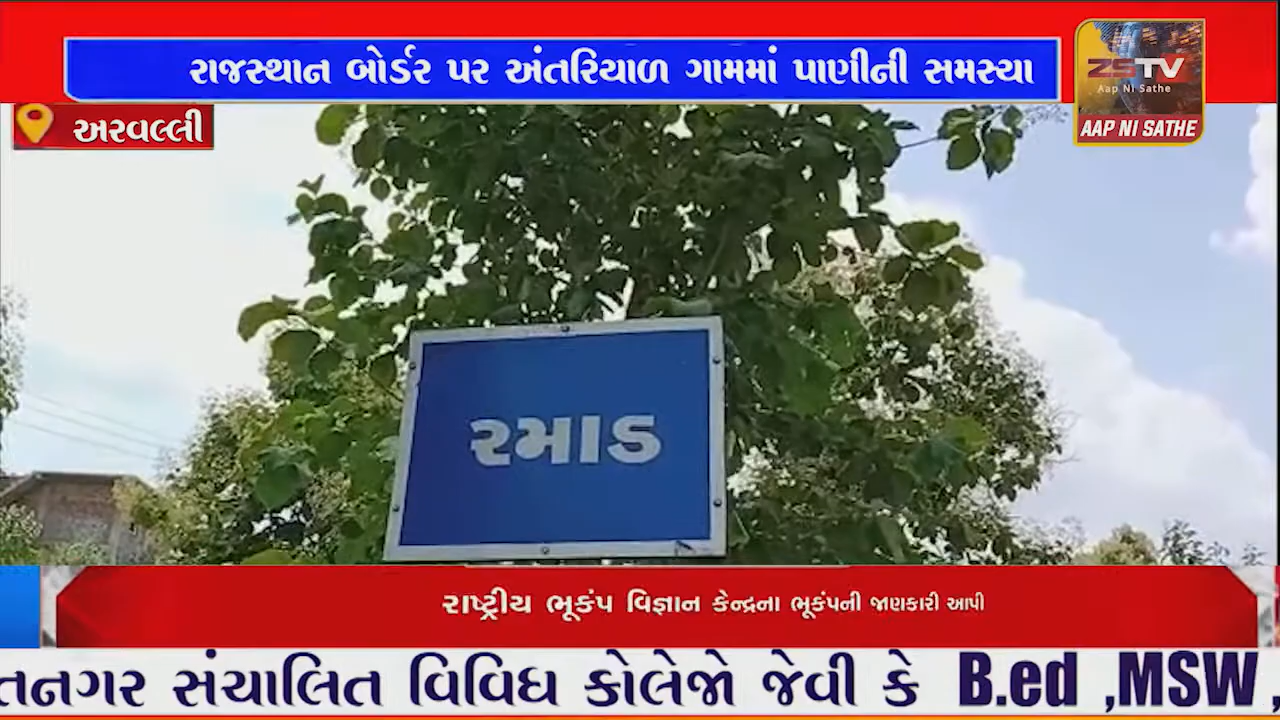 રાજસ્થાન બોર્ડર પર અંતરિયાળ ગામમાં પાણીની સમસ્યા
ZSTV
Aap Ni Sathe
AAP NI SATHE
અરવલ્લી
રમાડ
રાષ્ટ્રીય ભૂકંપ વિજ્ઞાન કેન્દ્રના ભૂકંપની જાણકારી આપી
તનગર સંચાલિત વિવિધ કોલેજો જેવી કે B.ed ,MSW ,